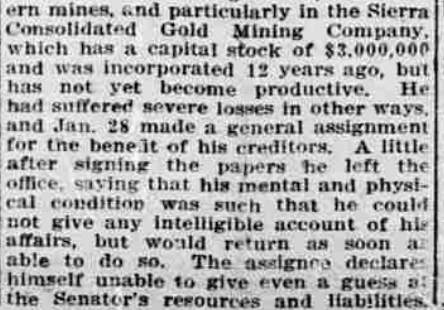 ern mines, and particularly in the Sierra
Consolidated Gold Mining Company,
which has a capital stock of $3,000,000
and was incorporated 12 years ago, but
has not yet become productive. He
had suffered severe losses in other ways,
and Jan. 28 made a general assignment
for the benefit of his creditors. A little
after signing the papers he left the
office, saying that his mental and physi-
cal condition was such that he could
not give any intelligible account of his
affairs, but would return as soon as
able to do so. The assignee declares
himself unable to give even a guess at
the Senator's resources and liabilities.